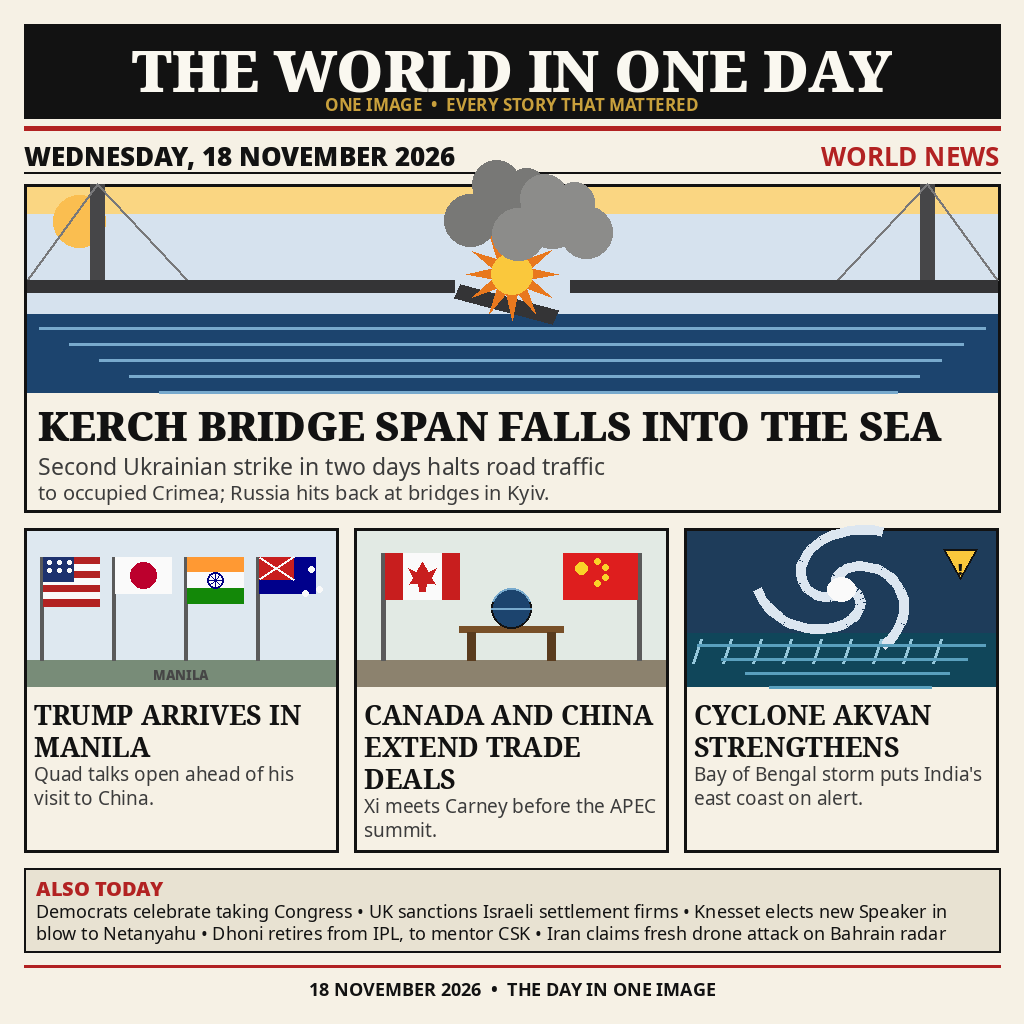 THE WORLD IN ONE DAY
ONE IMAGE • EVERY STORY THAT MATTERED
WEDNESDAY, 18 NOVEMBER 2026
WORLD NEWS
KERCH BRIDGE SPAN FALLS INTO THE SEA
Second Ukrainian strike in two days halts road traffic
to occupied Crimea; Russia hits back at bridges in Kyiv.
MANILA
TRUMP ARRIVES IN
MANILA
Quad talks open ahead of his
visit to China.
CANADA AND CHINA
EXTEND TRADE
DEALS
Xi meets Carney before the APEC
summit.
!
CYCLONE AKVAN
STRENGTHENS
Bay of Bengal storm puts India's
east coast on alert.
ALSO TODAY
Democrats celebrate taking Congress • UK sanctions Israeli settlement firms • Knesset elects new Speaker in
blow to Netanyahu • Dhoni retires from IPL, to mentor CSK • Iran claims fresh drone attack on Bahrain radar
18 NOVEMBER 2026 • THE DAY IN ONE IMAGE